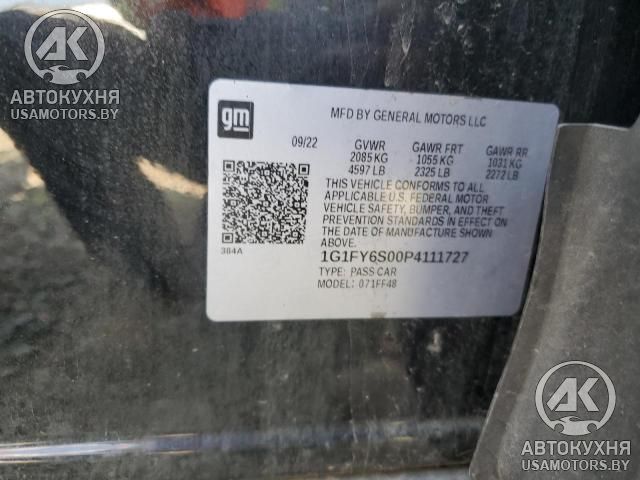 AK
АВТОКУХНЯ
USAMOTORS.BY
gm
MFD BY GENERAL MOTORS LLC
09/22
GVWR GAWR FRT GAWR RR
2085 KG 1055 KG 1031 KG
4597 LB 2325 LB 2272 LB
THIS VEHICLE CONFORMS TO ALL
APPLICABLE U.S. FEDERAL MOTOR
VEHICLE SAFETY, BUMPER, AND THEFT
PREVENTION STANDARDS IN EFFECT ON
THE DATE OF MANUFACTURE SHOWN
ABOVE.
384A
1G1FY6S00P4111727
TYPE: PASS CAR
MODEL: 071FF48
AK
АВТОКУХНЯ
USAMOTORS.BY